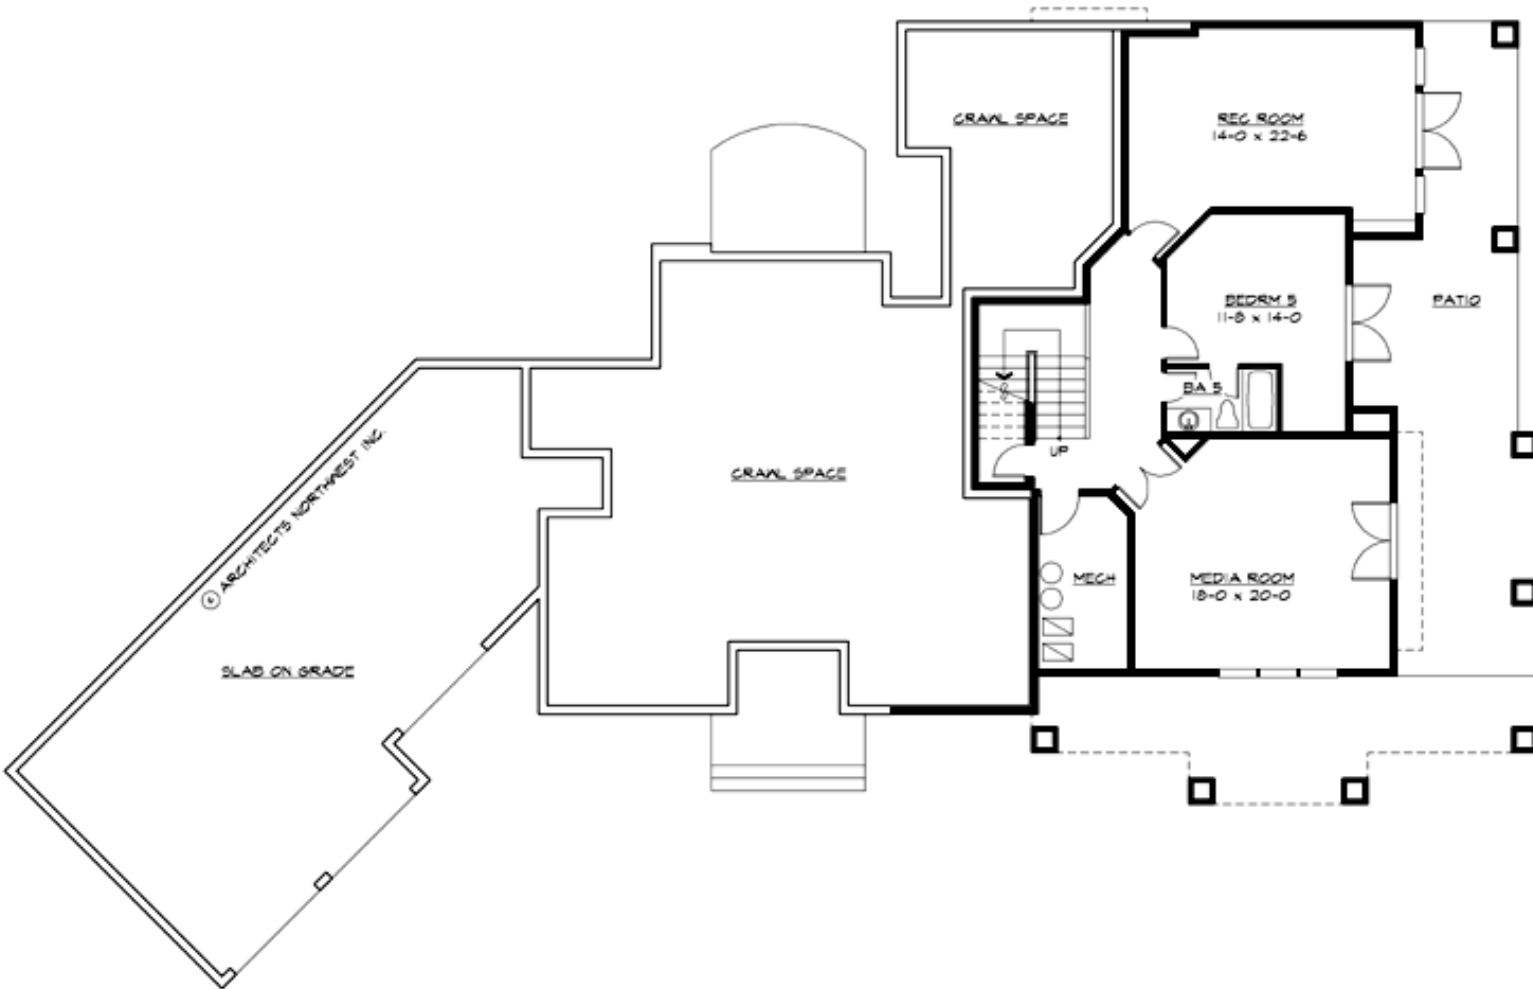 CRAWL SPACE
REC ROOM
14-0 x 22-6
BEDRM 5
11-8 x 14-0
PATIO
BA 5
UP
CRAWL SPACE
© ARCHITECTS NORTHWEST INC.
MECH
MEDIA ROOM
18-0 x 20-0
SLAB ON GRADE